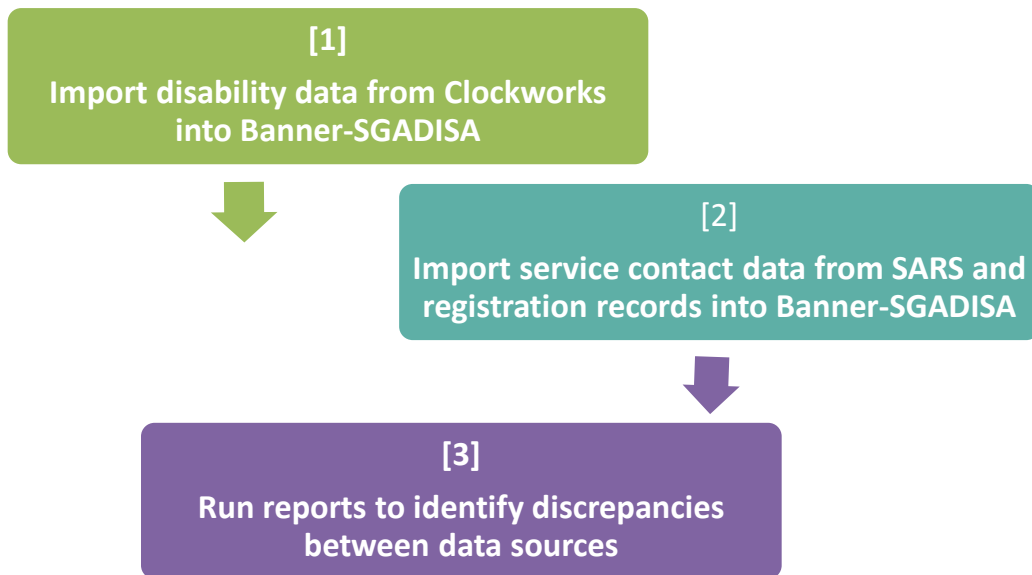 [1]
Import disability data from Clockworks
into Banner-SGADISA
[2]
Import service contact data from SARS and
registration records into Banner-SGADISA
[3]
Run reports to identify discrepancies
between data sources